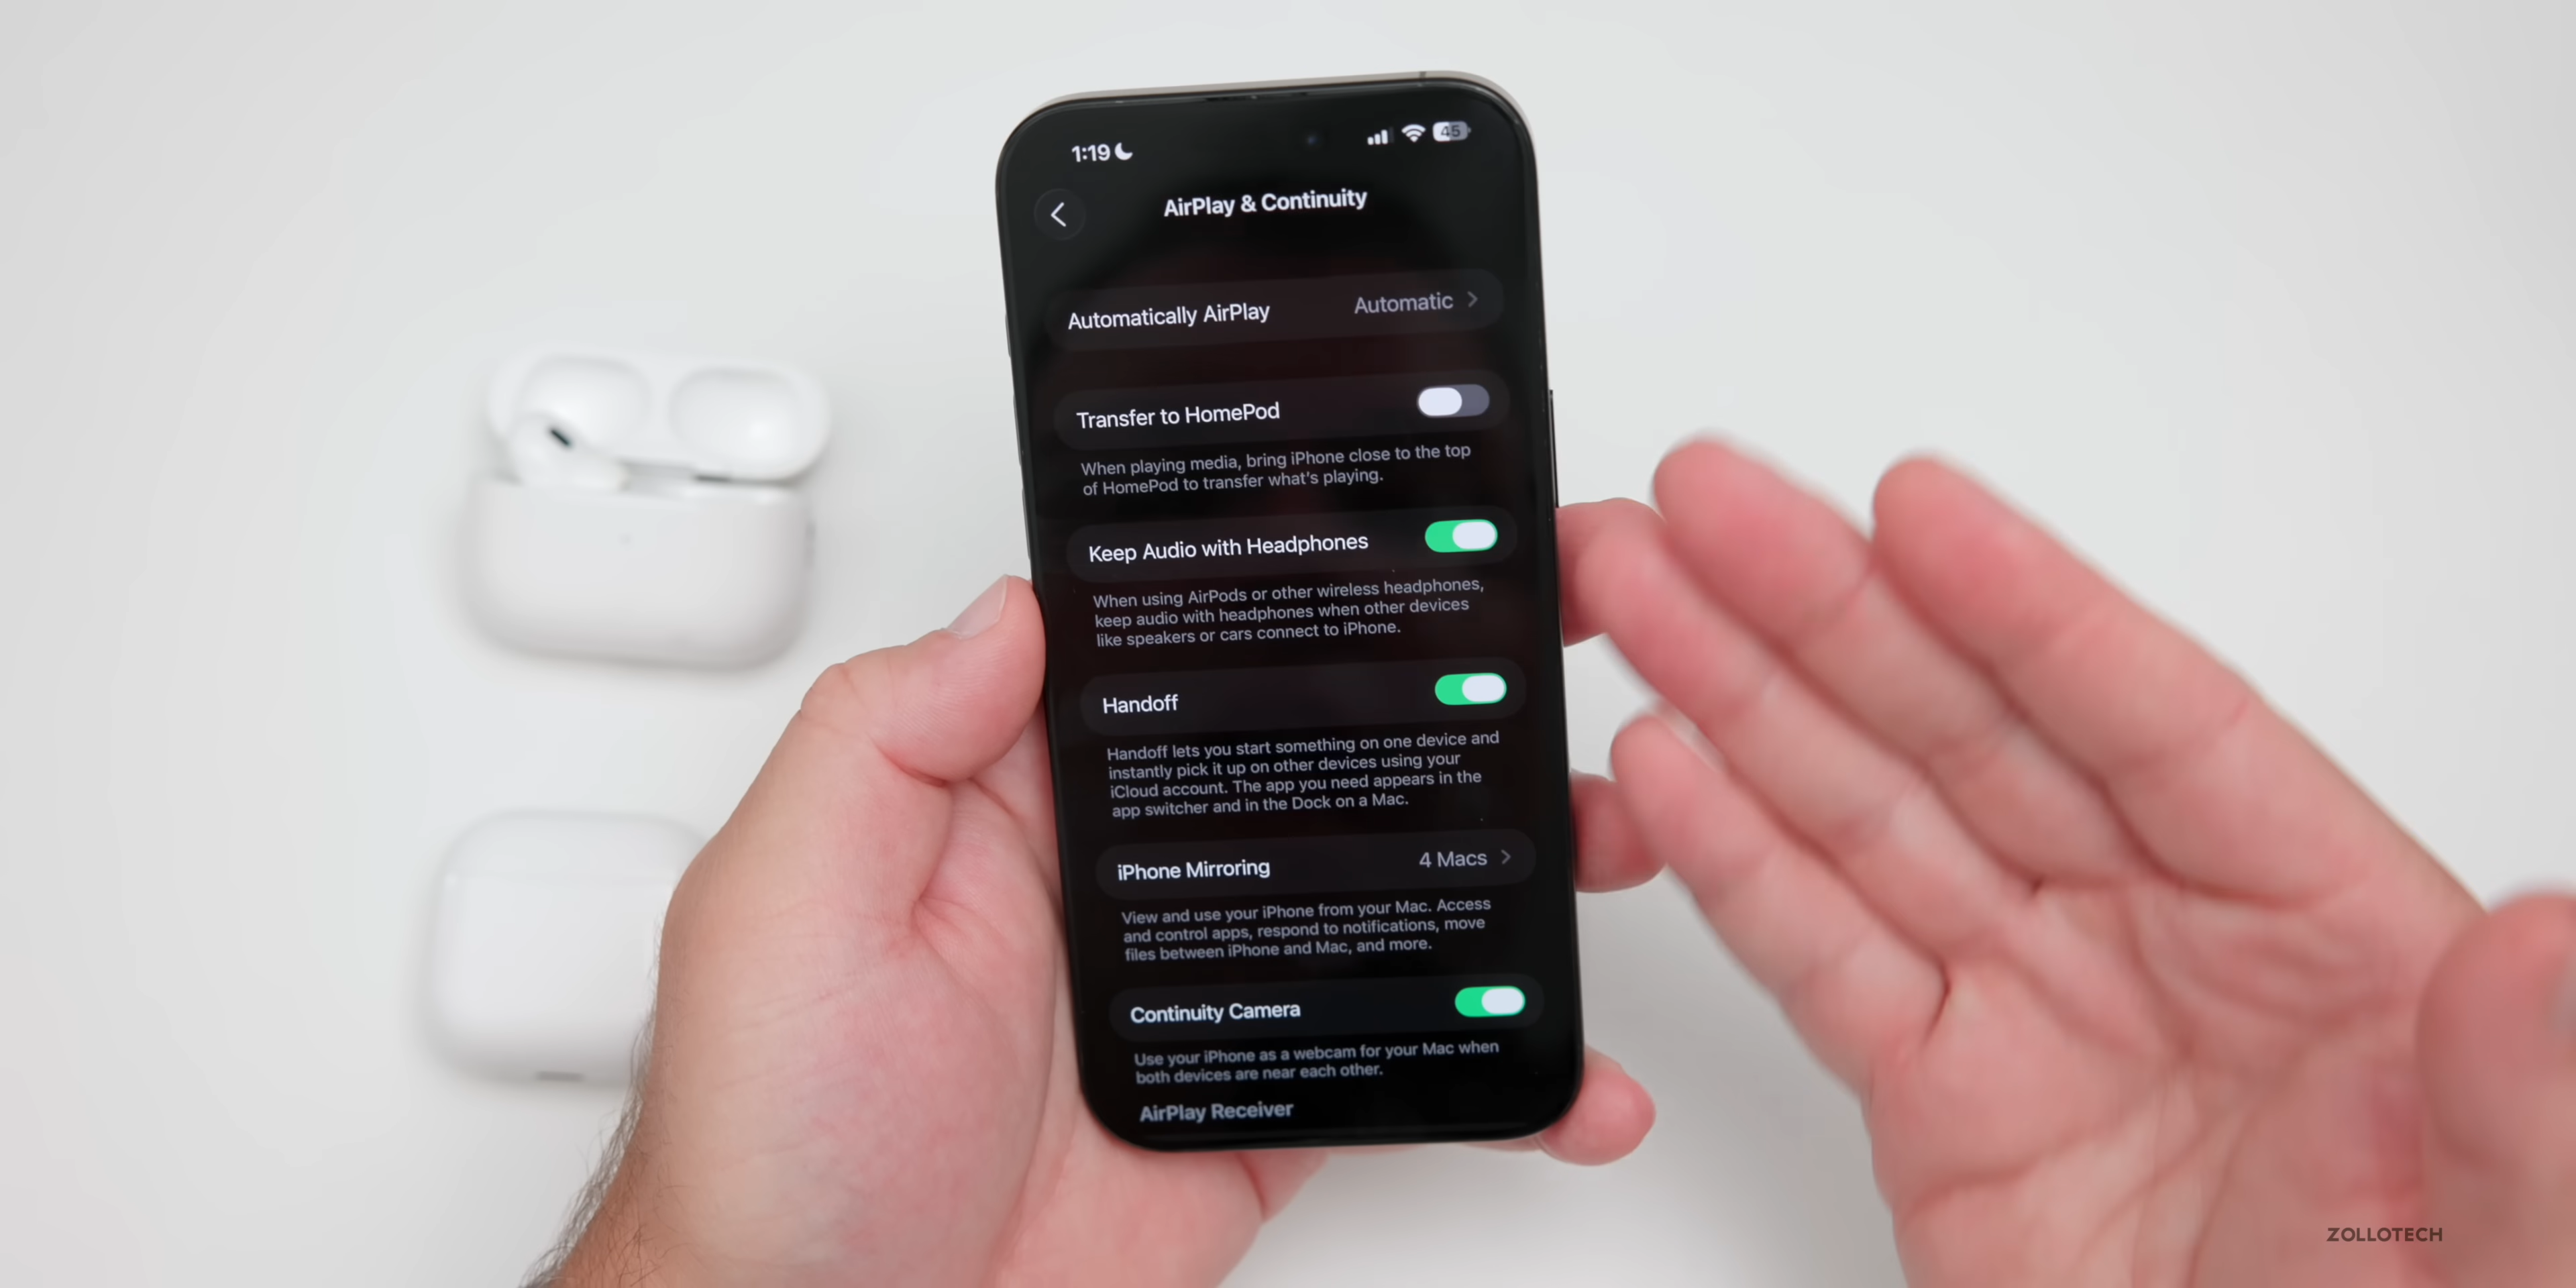 1:19
45
AirPlay & Continuity
Automatically AirPlay Automatic
Transfer to HomePod
When playing media, bring iPhone close to the top
of HomePod to transfer what's playing.
Keep Audio with Headphones
When using AirPods or other wireless headphones,
keep audio with headphones when other devices
like speakers or cars connect to iPhone.
Handoff
Handoff lets you start something on one device and
instantly pick it up on other devices using your
iCloud account. The app you need appears in the
app switcher and in the Dock on a Mac.
iPhone Mirroring 4 Macs
View and use your iPhone from your Mac. Access
and control apps, respond to notifications, move
files between iPhone and Mac, and more.
Continuity Camera
Use your iPhone as a webcam for your Mac when
both devices are near each other.
AirPlay Receiver
ZOLLOTECH